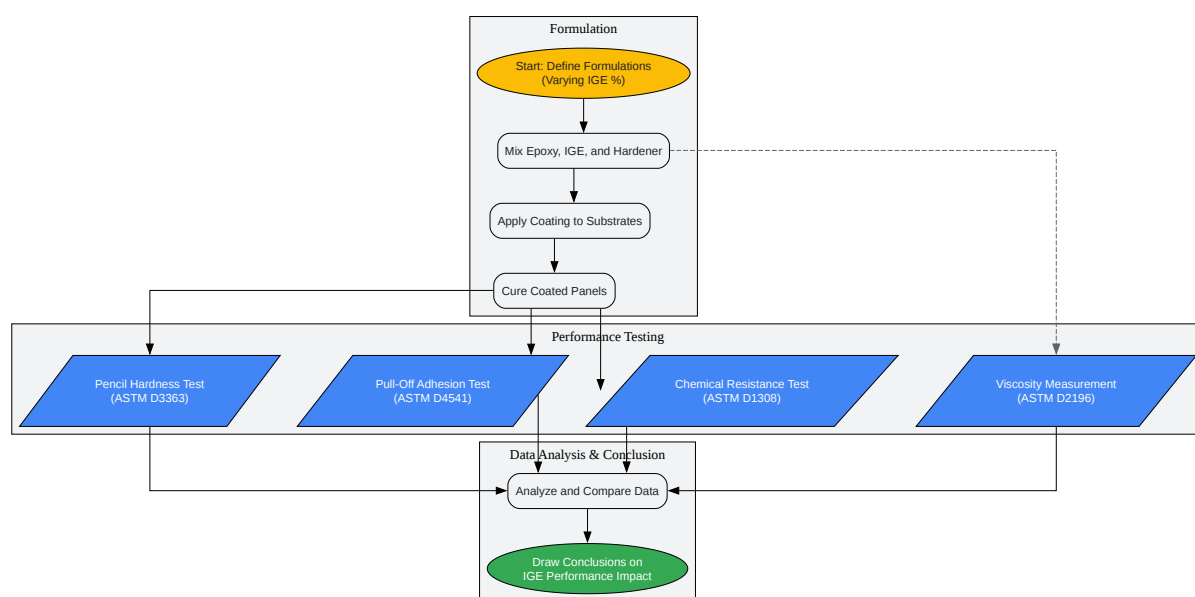 Formulation
Start: Define Formulations
(Varying IGE %)
Mix Epoxy, IGE, and Hardener
Apply Coating to Substrates
Cure Coated Panels
Performance Testing
Pencil Hardness Test
(ASTM D3363)
Pull-Off Adhesion Test
(ASTM D4541)
Chemical Resistance Test
(ASTM D1308)
Viscosity Measurement
(ASTM D2196)
Data Analysis & Conclusion
Analyze and Compare Data
Draw Conclusions on
IGE Performance Impact